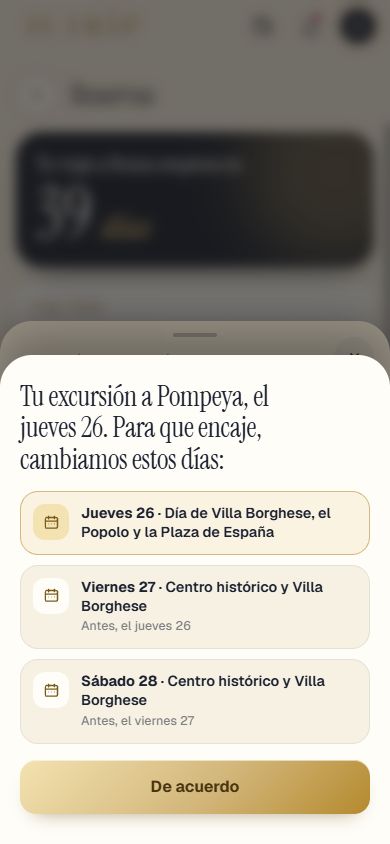 39 días
Tu excursión a Pompeya, el
jueves 26. Para que encaje,
cambiamos estos días:
Jueves 26 · Día de Villa Borghese, el
Popolo y la Plaza de España
Viernes 27 · Centro histórico y Villa
Borghese
Antes, el jueves 26
Sábado 28 · Centro histórico y Villa
Borghese
Antes, el viernes 27
De acuerdo